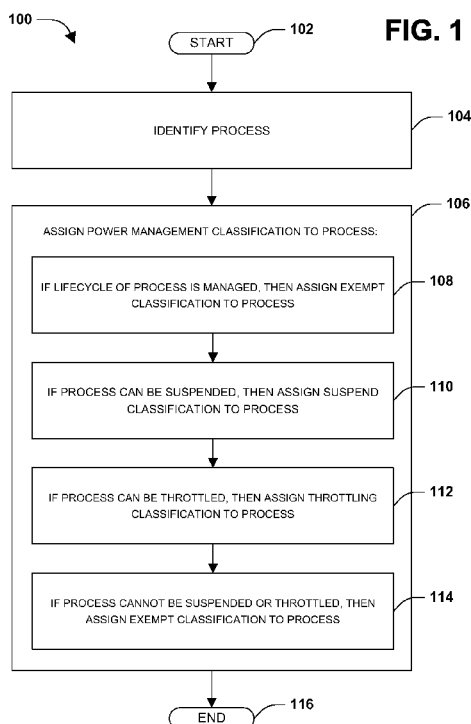 100
START
102
FIG. 1
IDENTIFY PROCESS
104
106
ASSIGN POWER MANAGEMENT CLASSIFICATION TO PROCESS:
IF LIFECYCLE OF PROCESS IS MANAGED, THEN ASSIGN EXEMPT
CLASSIFICATION TO PROCESS
108
IF PROCESS CAN BE SUSPENDED, THEN ASSIGN SUSPEND
CLASSIFICATION TO PROCESS
110
IF PROCESS CAN BE THROTTLED, THEN ASSIGN THROTTLING
CLASSIFICATION TO PROCESS
112
IF PROCESS CANNOT BE SUSPENDED OR THROTTLED, THEN
ASSIGN EXEMPT CLASSIFICATION TO PROCESS
114
END
116